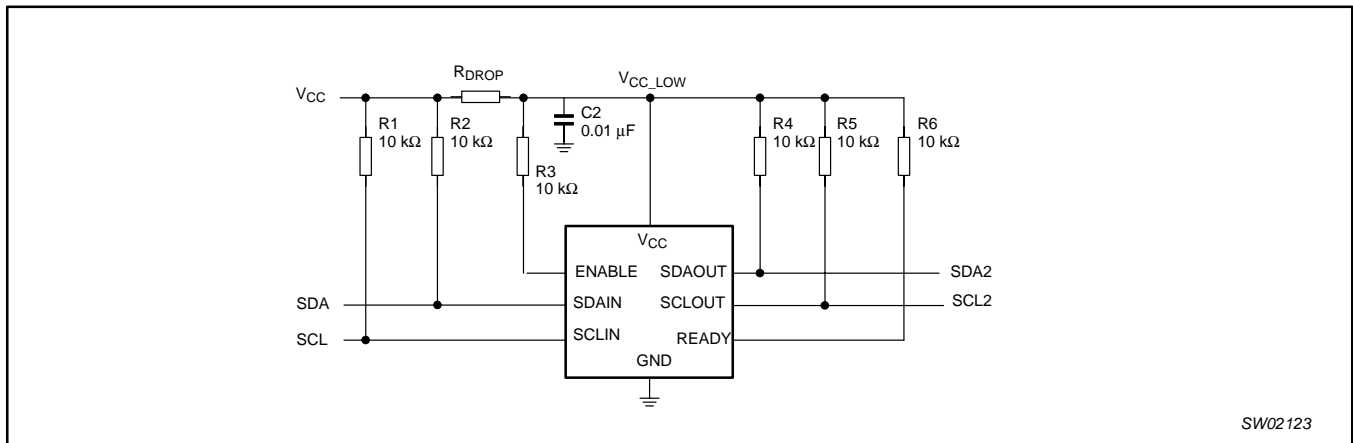 RDROP
VCC
VCC_LOW
C2
0.01 μF
R1
10 kΩ
R2
10 kΩ
R3
10 kΩ
R4
10 kΩ
R5
10 kΩ
R6
10 kΩ
VCC
ENABLE
SDAOUT
SDA2
SDA
SDAIN
SCLOUT
SCL2
SCL
SCLIN
READY
GND
SW02123